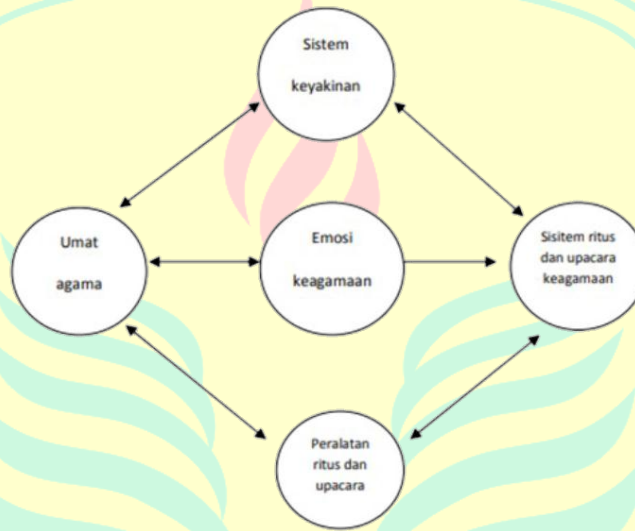 Sistem
keyakinan
Umat
agama
Emosi
keagamaan
Sisitem ritus
dan upacara
keagamaan
Peralatan
ritus dan
upacara